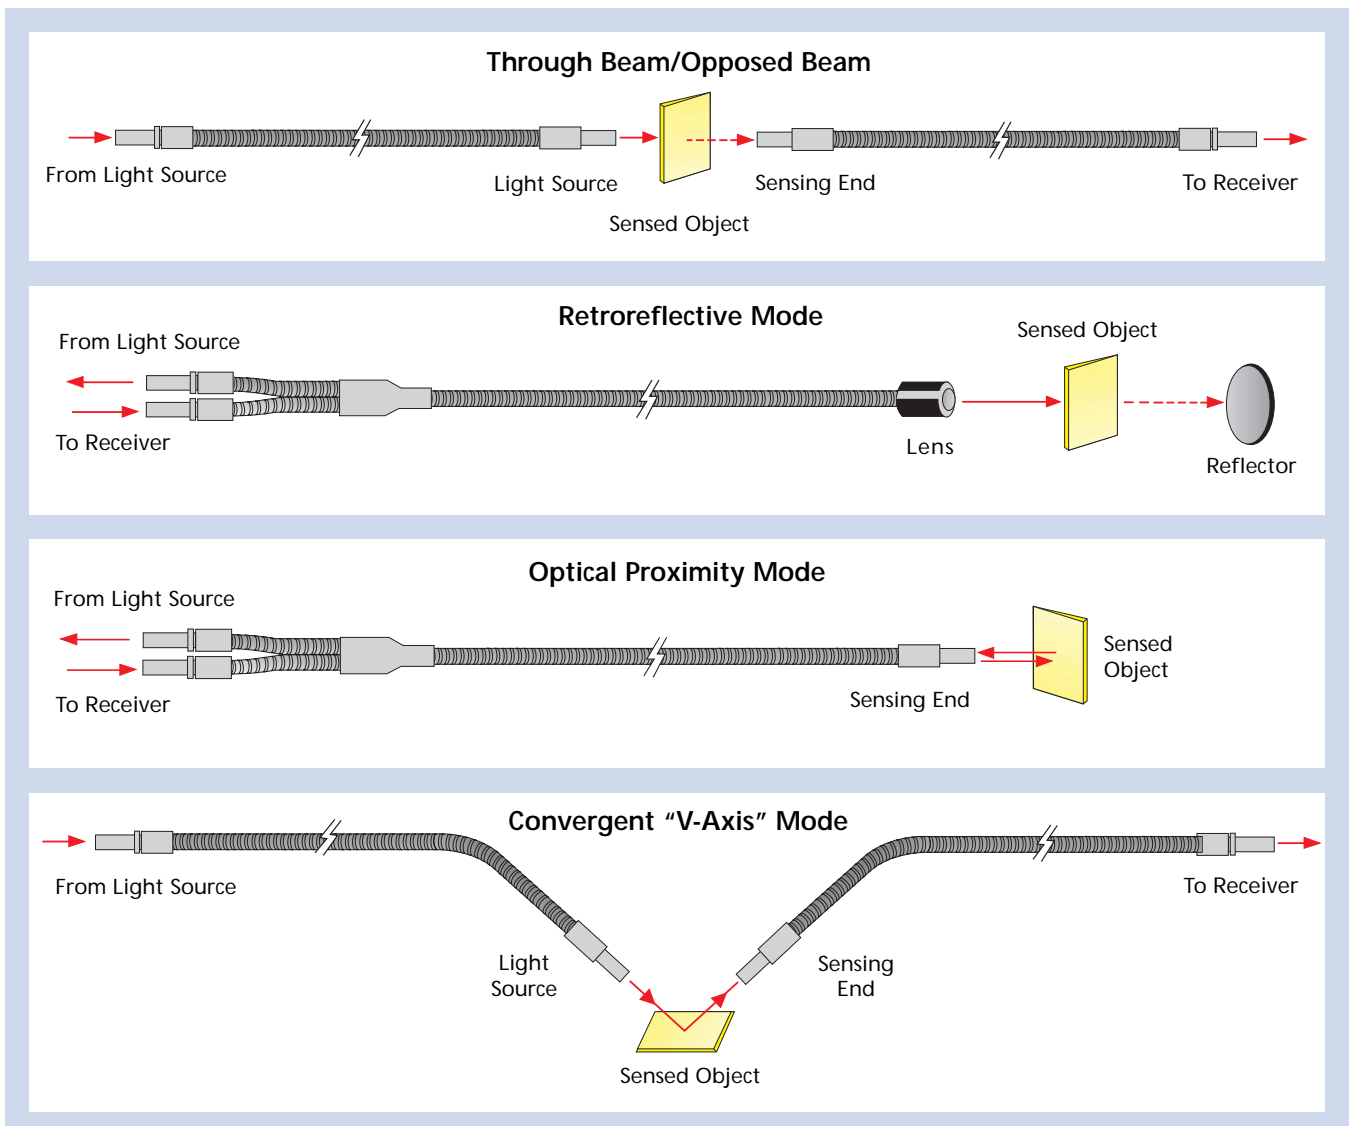 Through Beam/Opposed Beam
From Light Source
Light Source
Sensing End
To Receiver
Sensed Object
Retroreflective Mode
Sensed Object
From Light Source
To Receiver
Lens
Reflector
Optical Proximity Mode
From Light Source
Sensed
Object
Sensing End
To Receiver
Convergent “V-Axis” Mode
From Light Source
To Receiver
Light
Source
Sensing
End
Sensed Object